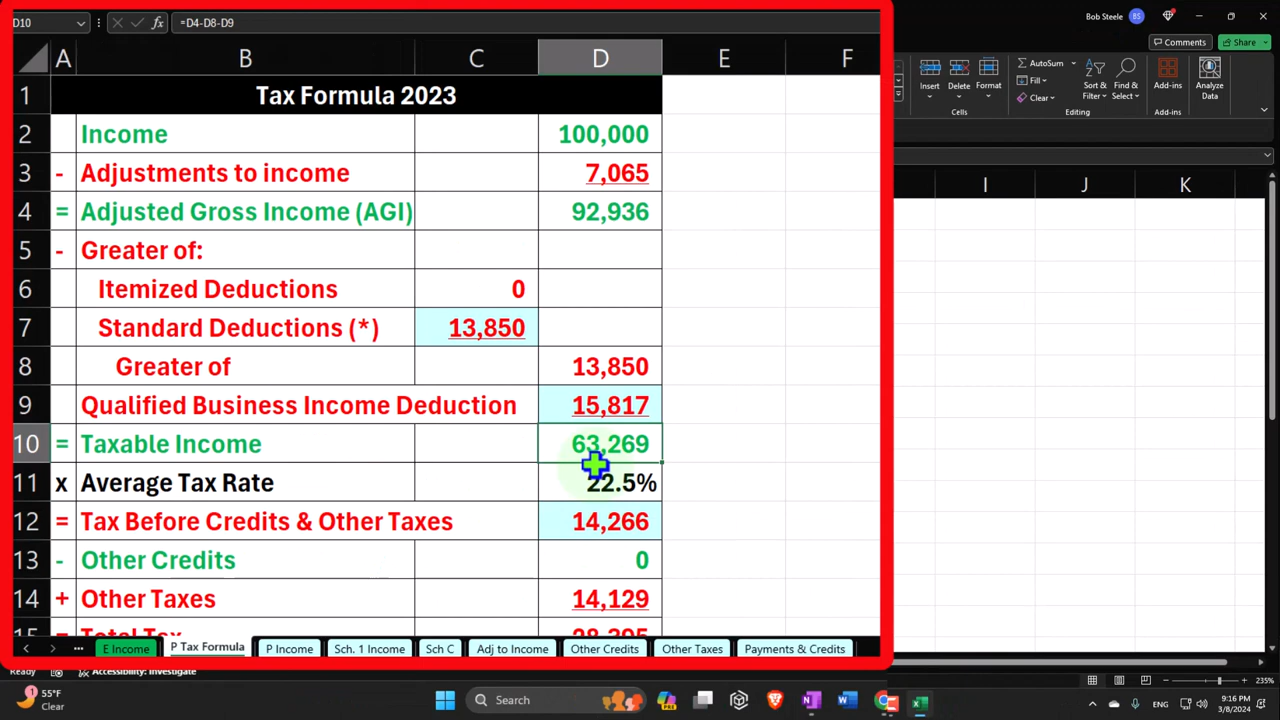 D10 =D4-D8-D9
Bob Steele BS
Comments Share
Insert Delete Format
AutoSum
Fill
Clear
Sort & Filter Find & Select
Add-ins Analyze Data
Cells Editing Add-ins
A B C D E F I J K
1 Tax Formula 2023
2 Income 100,000
3 - Adjustments to income 7,065
4 = Adjusted Gross Income (AGI) 92,936
5 - Greater of:
6 Itemized Deductions 0
7 Standard Deductions (*) 13,850
8 Greater of 13,850
9 Qualified Business Income Deduction 15,817
10 = Taxable Income 63,269
11 x Average Tax Rate 22.5%
12 = Tax Before Credits & Other Taxes 14,266
13 - Other Credits 0
14 + Other Taxes 14,129
15 = Total Tax 28,395
E Income P Tax Formula P Income Sch. 1 Income Sch C Adj to Income Other Credits Other Taxes Payments & Credits
Ready Accessibility: Investigate 235%
55°F
Clear
Search
9:16 PM
3/8/2024